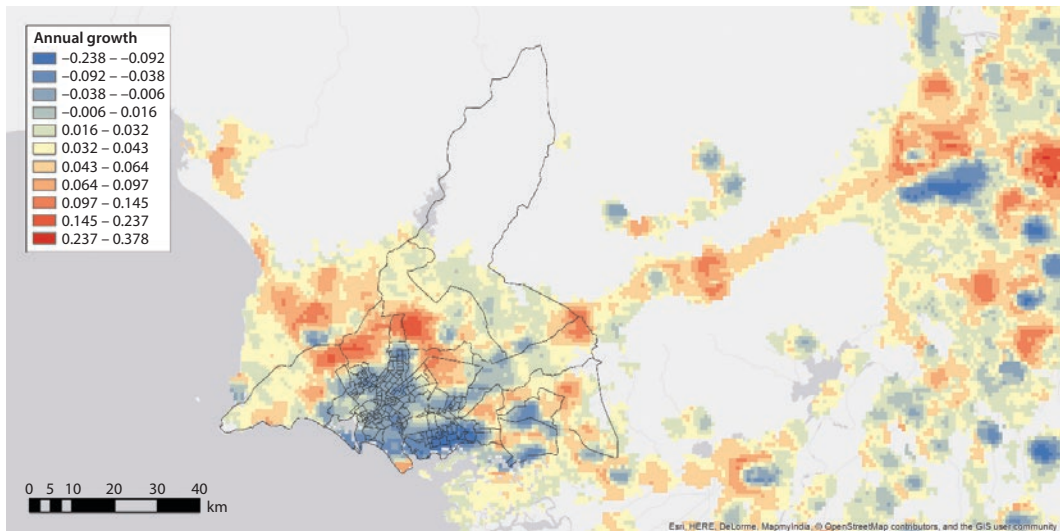 Annual growth
–0.238 – –0.092
–0.092 – –0.038
–0.038 – –0.006
–0.006 – 0.016
0.016 – 0.032
0.032 – 0.043
0.043 – 0.064
0.064 – 0.097
0.097 – 0.145
0.145 – 0.237
0.237 – 0.378
0 5 10 20 30 40
km
Esri, HERE, DeLorme, MapmyIndia, © OpenStreetMap contributors, and the GIS user community